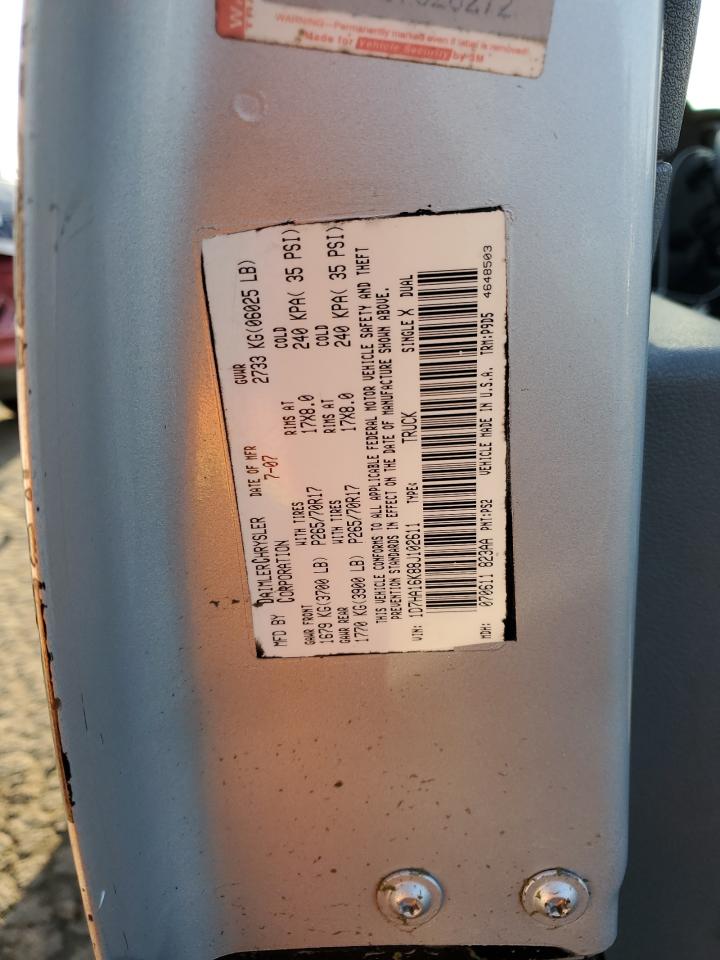 WARNING—Permanently marked even if label is removed!
Made for Vehicle Security by
MFD BY DAIMLERCHRYSLER CORPORATION
DATE OF MFR 7-07
GVWR 2733 KG(06025 LB)
GAWR FRONT WITH TIRES RIMS AT COLD
1679 KG(3700 LB) P265/70R17 17X8.0 240 KPA( 35 PSI)
GAWR REAR WITH TIRES RIMS AT COLD
1770 KG(3900 LB) P265/70R17 17X8.0 240 KPA( 35 PSI)
THIS VEHICLE CONFORMS TO ALL APPLICABLE FEDERAL MOTOR VEHICLE SAFETY AND THEFT
PREVENTION STANDARDS IN EFFECT ON THE DATE OF MANUFACTURE SHOWN ABOVE.
VIN: 1D7HA16K88J102611 TYPE: TRUCK SINGLE X DUAL
MDH: 070611 823AA PNT:PS2 VEHICLE MADE IN U.S.A. TRM:P9D5 4648503